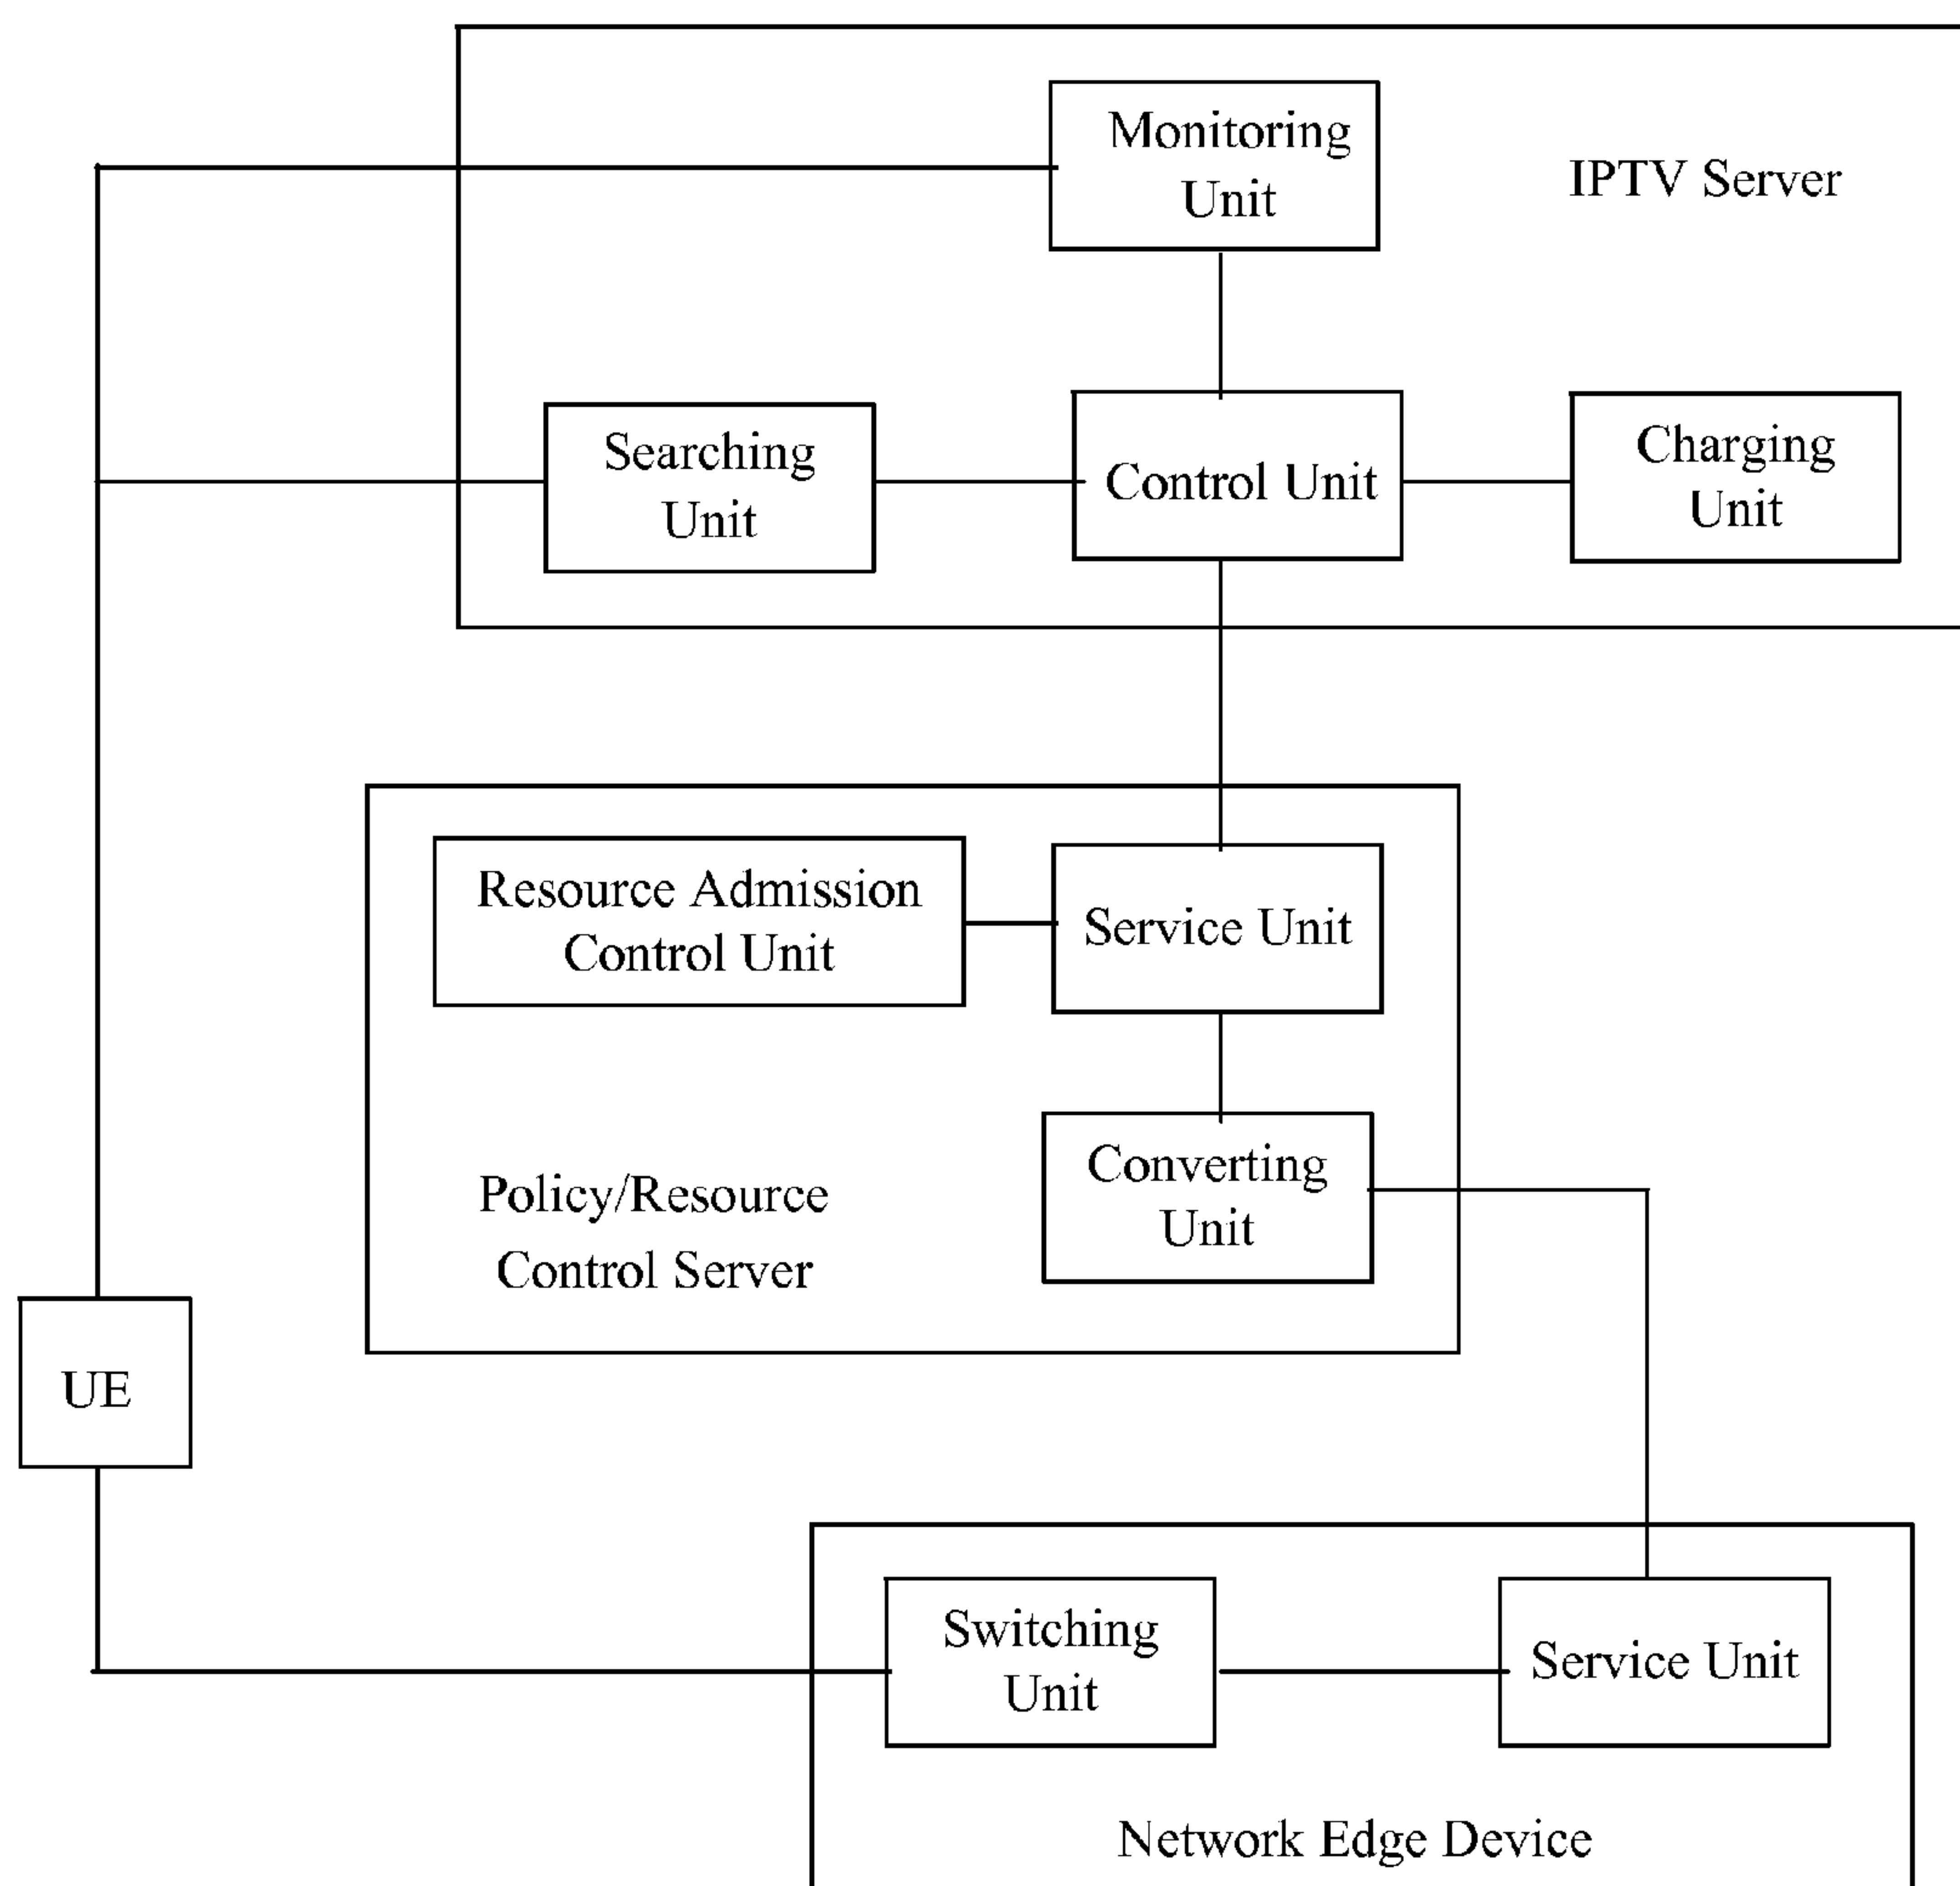 Monitoring
Unit
IPTV Server
Searching
Unit
Control Unit
Charging
Unit
Resource Admission
Control Unit
Service Unit
Converting
Unit
Policy/Resource
Control Server
UE
Switching
Unit
Service Unit
Network Edge Device